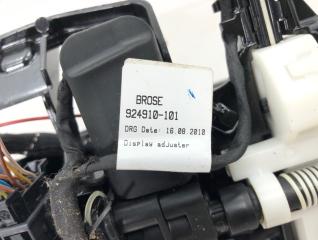 BROSE
924910-101
DRG Date: 16.08.2010
Display adjuster